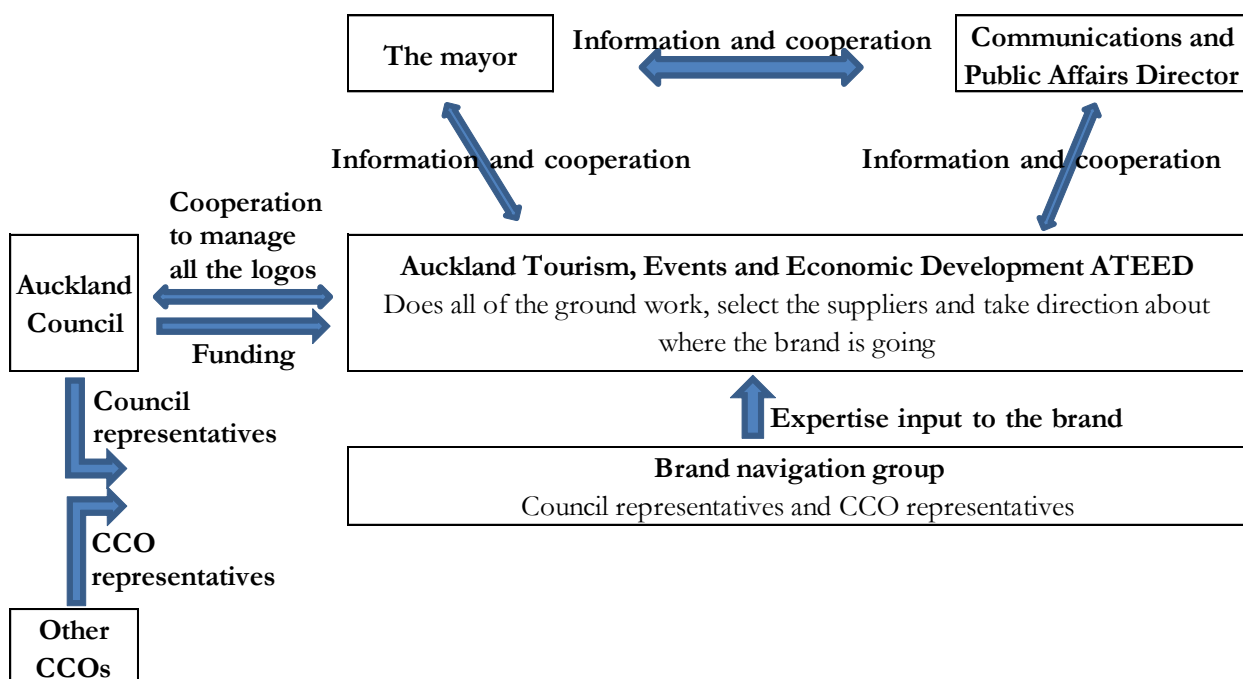 The mayor
Information and cooperation
Communications and
Public Affairs Director
Information and cooperation
Information and cooperation
Cooperation
to manage
all the logos
Auckland
Council
Funding
Auckland Tourism, Events and Economic Development ATEED
Does all of the ground work, select the suppliers and take direction about
where the brand is going
Council
representatives
Expertise input to the brand
Brand navigation group
Council representatives and CCO representatives
CCO
representatives
Other
CCOs